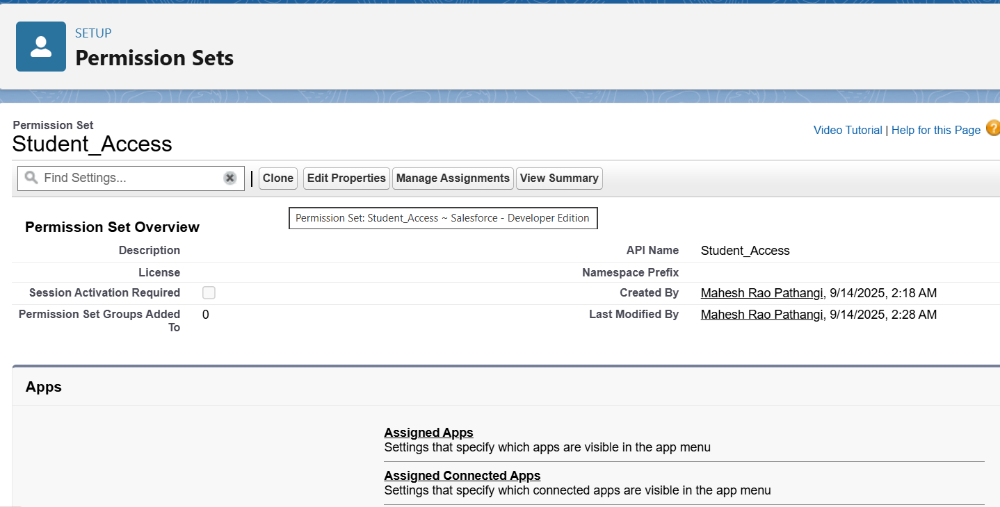 SETUP
Permission Sets
Permission Set
Student_Access
Video Tutorial | Help for this Page ?
Find Settings...
Clone
Edit Properties
Manage Assignments
View Summary
Permission Set Overview
Permission Set: Student_Access ~ Salesforce - Developer Edition
Description
API Name Student_Access
License
Namespace Prefix
Session Activation Required
Created By Mahesh Rao Pathangi, 9/14/2025, 2:18 AM
Permission Set Groups Added
To
0
Last Modified By Mahesh Rao Pathangi, 9/14/2025, 2:28 AM
Apps
Assigned Apps
Settings that specify which apps are visible in the app menu
Assigned Connected Apps
Settings that specify which connected apps are visible in the app menu